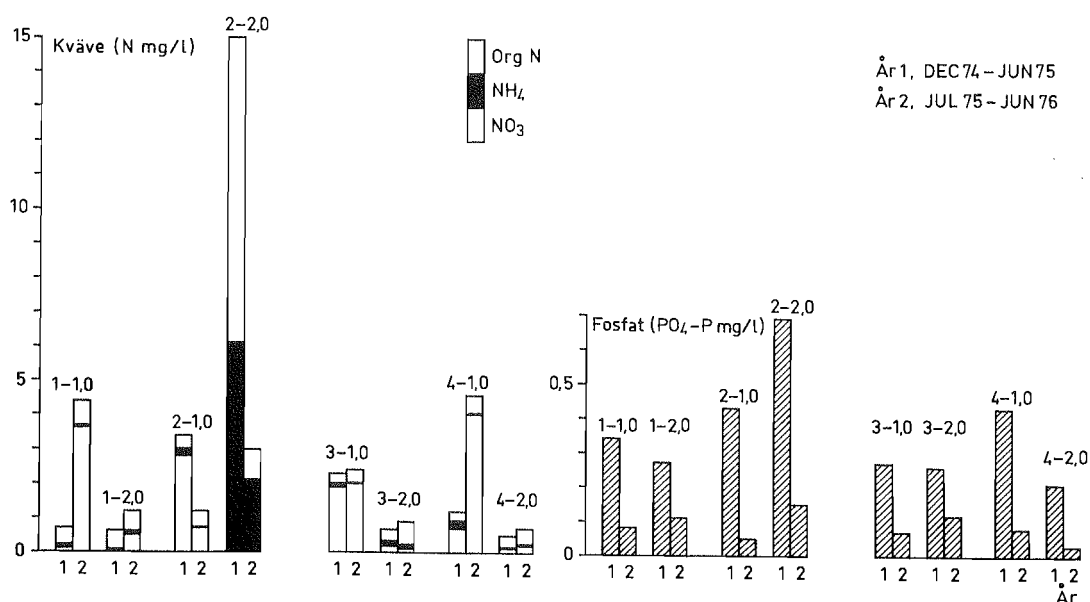 Kväve (N mg/l)
15
10
5
0
2–2,0
1–1,0
2–1,0
1–2,0
1 2 1 2 1 2 1 2
Org N
NH4
NO3
År 1, DEC 74 – JUN 75
År 2, JUL 75 – JUN 76
4–1,0
3–1,0
3–2,0
4–2,0
1 2 1 2 1 2 1 2
Fosfat (PO4–P mg/l)
0,5
0
2–2,0
2–1,0
1–1,0
1–2,0
1 2 1 2 1 2 1 2
4–1,0
3–1,0 3–2,0
4–2,0
1 2 1 2 1 2 1 2
År